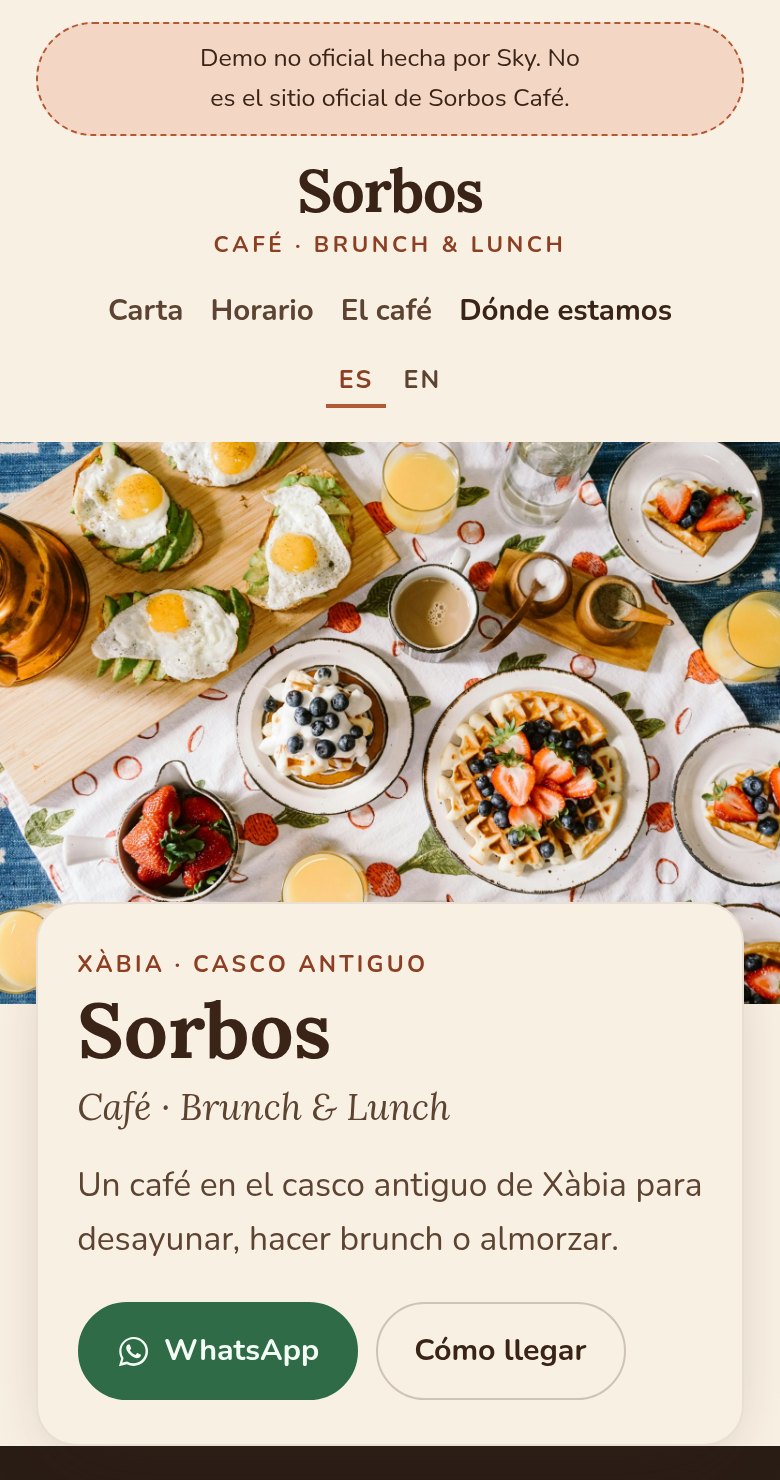 Demo no oficial hecha por Sky. No
es el sitio oficial de Sorbos Café.
Sorbos
CAFÉ · BRUNCH & LUNCH
Carta Horario El café Dónde estamos
ES EN
XÀBIA · CASCO ANTIGUO
Sorbos
Café · Brunch & Lunch
Un café en el casco antiguo de Xàbia para
desayunar, hacer brunch o almorzar.
WhatsApp Cómo llegar